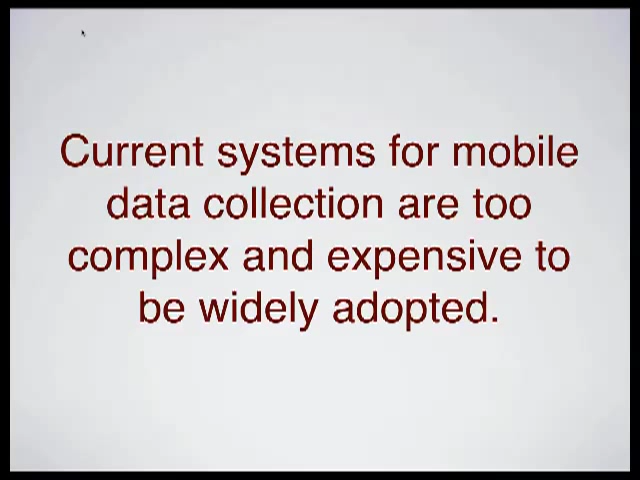 Current systems for mobile
data collection are too
complex and expensive to
be widely adopted.